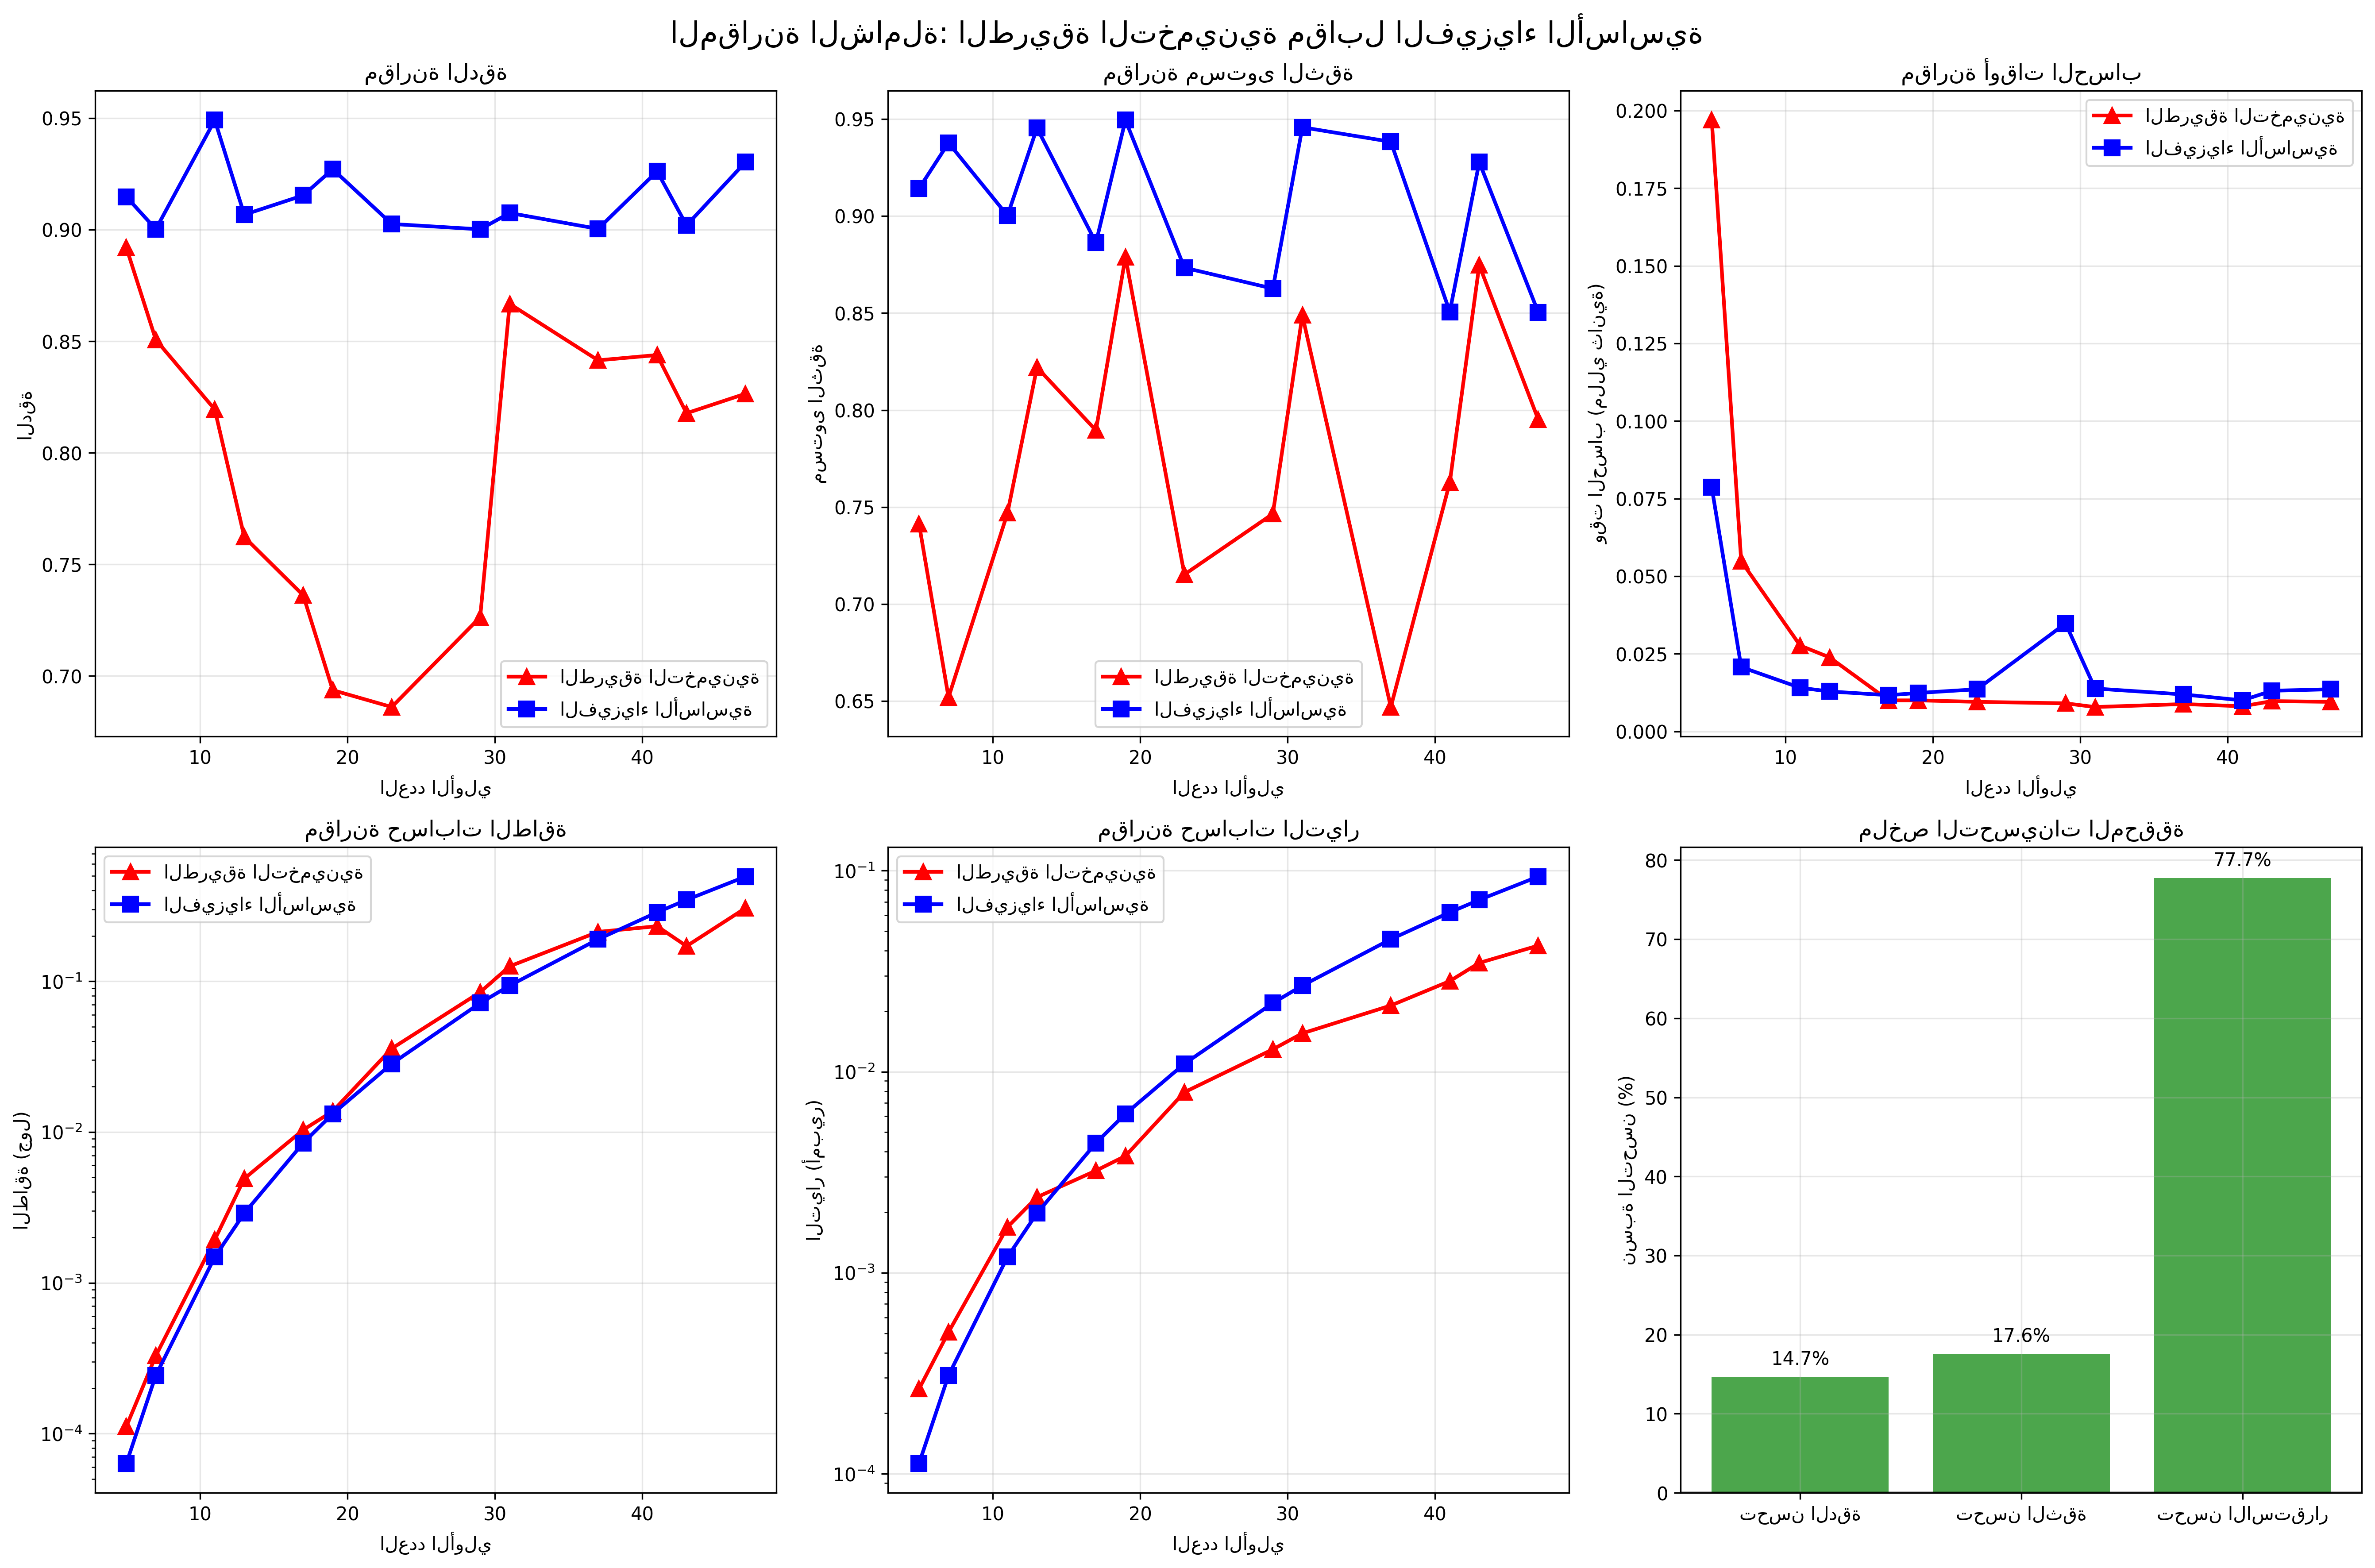 المقارنة الشاملة: الطريقة التخمينية مقابل الفيزياء الأساسية
مقارنة الدقة
0.95
0.90
0.85
0.80
0.75
0.70
الدقة
10 20 30 40
العدد الأولي
الطريقة التخمينية
الفيزياء الأساسية
مقارنة مستوى الثقة
0.95
0.90
0.85
0.80
0.75
0.70
0.65
مستوى الثقة
10 20 30 40
العدد الأولي
الطريقة التخمينية
الفيزياء الأساسية
مقارنة أوقات الحساب
0.200
0.175
0.150
0.125
0.100
0.075
0.050
0.025
0.000
وقت الحساب (مللي ثانية)
10 20 30 40
العدد الأولي
الطريقة التخمينية
الفيزياء الأساسية
مقارنة حسابات الطاقة
10⁻¹
10⁻²
10⁻³
10⁻⁴
الطاقة (جول)
10 20 30 40
العدد الأولي
الطريقة التخمينية
الفيزياء الأساسية
مقارنة حسابات التيار
10⁻¹
10⁻²
10⁻³
10⁻⁴
التيار (أمبير)
10 20 30 40
العدد الأولي
الطريقة التخمينية
الفيزياء الأساسية
ملخص التحسينات المحققة
80
70
60
50
40
30
20
10
0
نسبة التحسن (%)
14.7%
17.6%
77.7%
تحسن الدقة
تحسن الثقة
تحسن الاستقرار